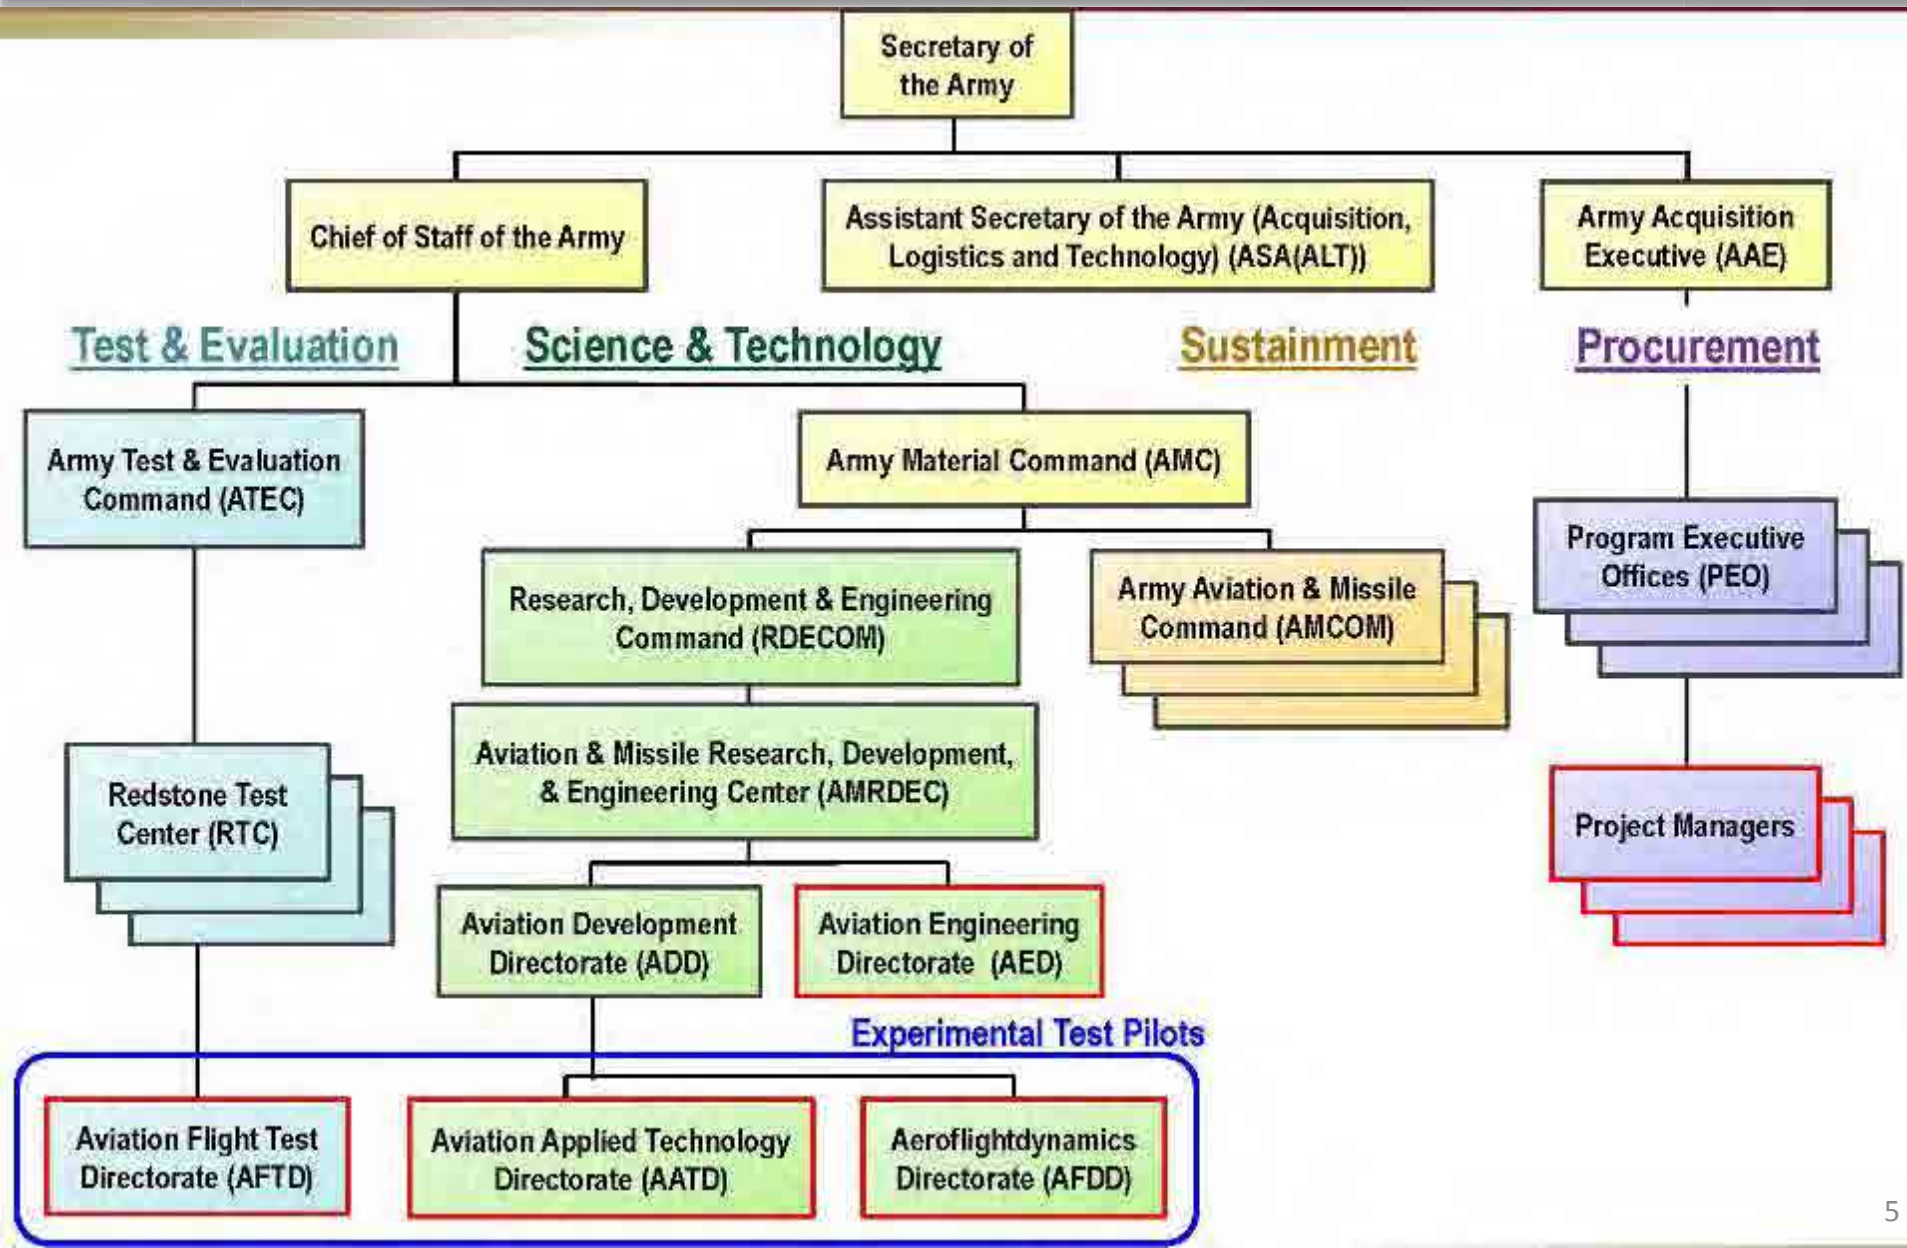 Secretary of
the Army
Chief of Staff of the Army
Assistant Secretary of the Army (Acquisition,
Logistics and Technology) (ASA(ALT))
Army Acquisition
Executive (AAE)
Test & Evaluation
Science & Technology
Sustainment
Procurement
Army Test & Evaluation
Command (ATEC)
Army Material Command (AMC)
Program Executive
Offices (PEO)
Research, Development & Engineering
Command (RDECOM)
Army Aviation & Missile
Command (AMCOM)
Redstone Test
Center (RTC)
Aviation & Missile Research, Development,
& Engineering Center (AMRDEC)
Project Managers
Aviation Development
Directorate (ADD)
Aviation Engineering
Directorate (AED)
Experimental Test Pilots
Aviation Flight Test
Directorate (AFTD)
Aviation Applied Technology
Directorate (AATD)
Aeroflightdynamics
Directorate (AFDD)
5